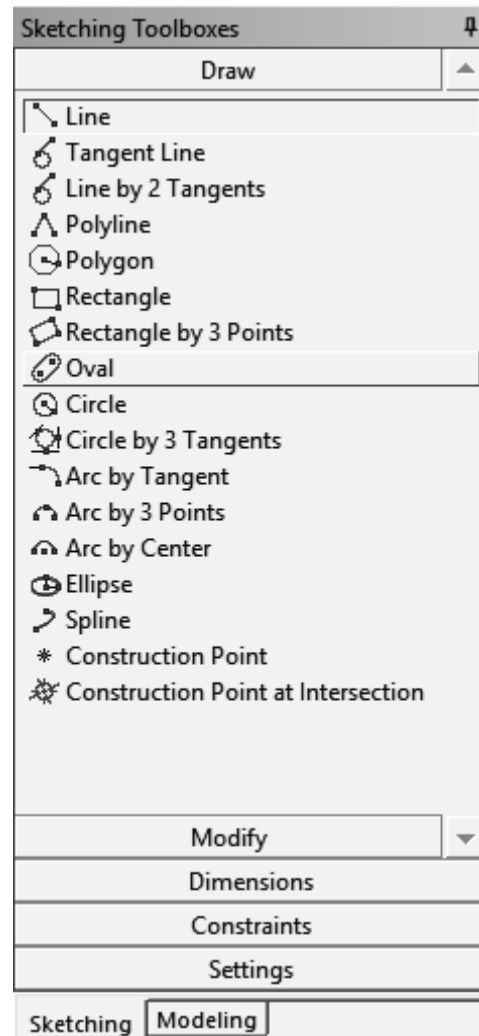 Sketching Toolboxes
Draw
Line
Tangent Line
Line by 2 Tangents
Polyline
Polygon
Rectangle
Rectangle by 3 Points
Oval
Circle
Circle by 3 Tangents
Arc by Tangent
Arc by 3 Points
Arc by Center
Ellipse
Spline
Construction Point
Construction Point at Intersection
Modify
Dimensions
Constraints
Settings
Sketching Modeling